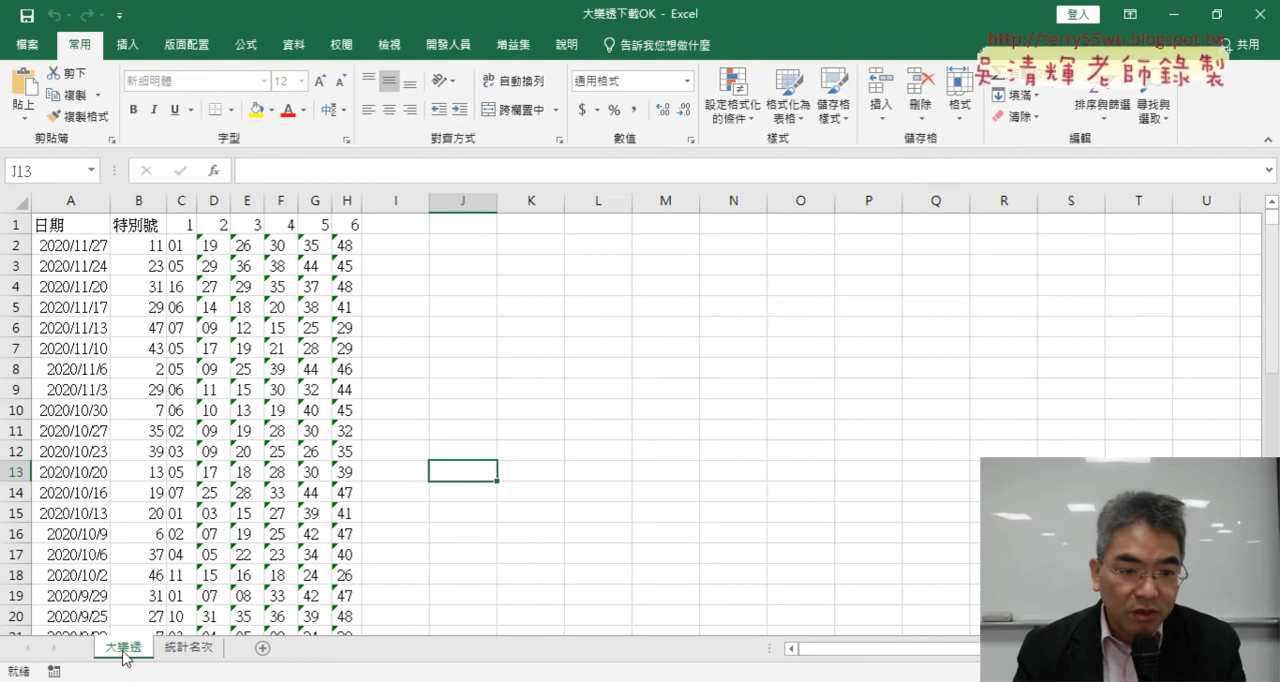 大樂透下載OK - Excel
登入
檔案 常用 插入 版面配置 公式 資料 校閱 檢視 開發人員 增益集 說明 告訴我您想做什麼 共用
http://terry55wu.blogspot.tw
吳清輝老師錄製
剪下
複製
複製格式
貼上
新細明體 12
B I U
自動換列
跨欄置中
通用格式
$ % ,
設定格式化的條件 格式化為表格 儲存格樣式
插入 刪除 格式
填滿
清除
排序與篩選 尋找與選取
剪貼簿 字型 對齊方式 數值 樣式 儲存格 編輯
J13 fx
A B C D E F G H I J K L M N O P Q R S T U
1 日期 特別號 1 2 3 4 5 6
2 2020/11/27 11 01 19 26 30 35 48
3 2020/11/24 23 05 29 36 38 44 45
4 2020/11/20 31 16 27 29 35 37 48
5 2020/11/17 29 06 14 18 20 38 41
6 2020/11/13 47 07 09 12 15 25 29
7 2020/11/10 43 05 17 19 21 28 29
8 2020/11/6 2 05 09 25 39 44 46
9 2020/11/3 29 06 11 15 30 32 44
10 2020/10/30 7 06 10 13 19 40 45
11 2020/10/27 35 02 09 19 28 30 32
12 2020/10/23 39 03 09 20 25 26 35
13 2020/10/20 13 05 17 18 28 30 39
14 2020/10/16 19 07 25 28 33 44 47
15 2020/10/13 20 01 03 15 27 39 41
16 2020/10/9 6 02 07 19 25 42 47
17 2020/10/6 37 04 05 22 23 34 40
18 2020/10/2 46 11 15 16 18 24 26
19 2020/9/29 31 01 07 08 33 42 47
20 2020/9/25 27 10 31 35 36 39 48
大樂透 統計名次
就緒